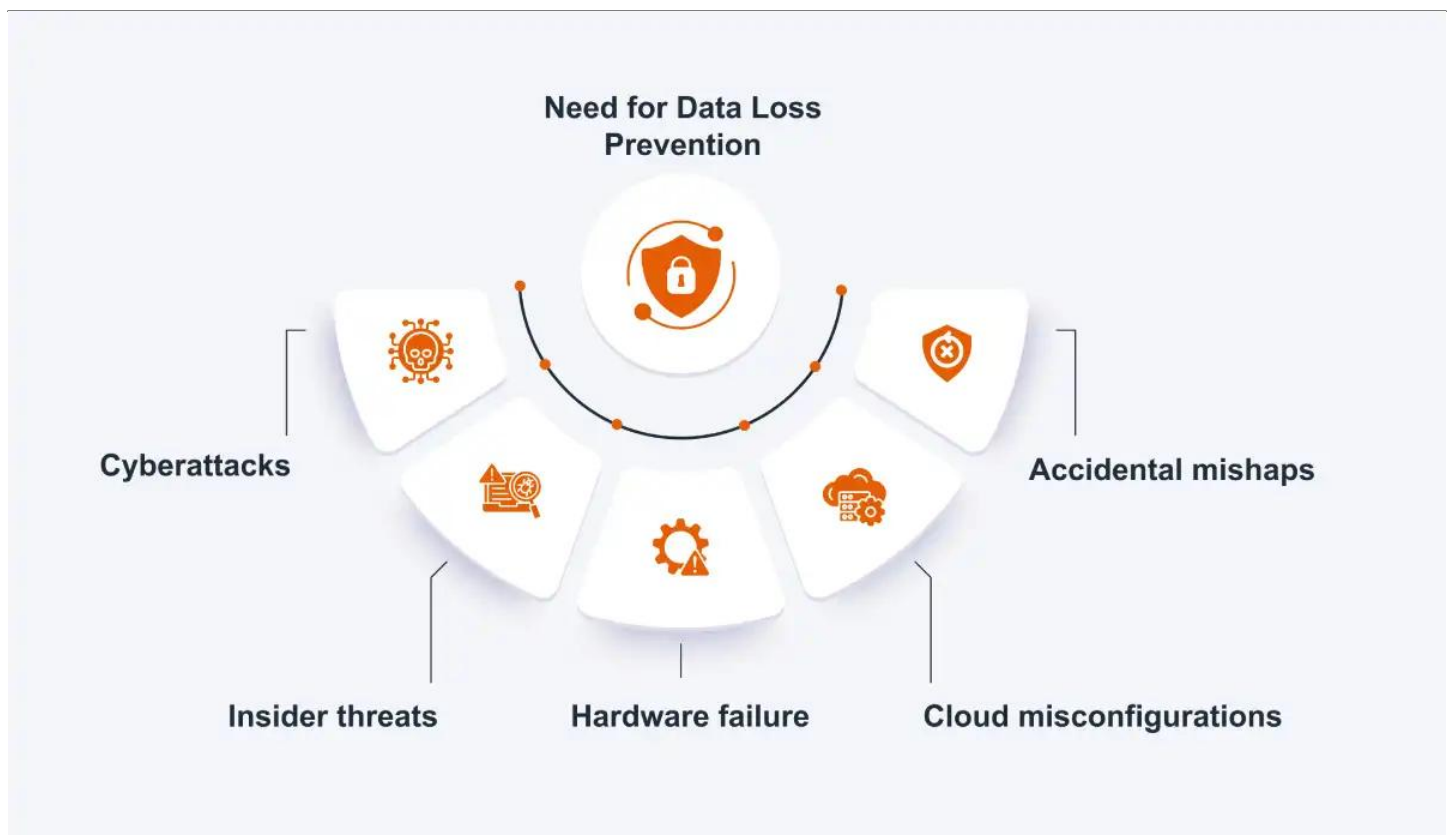 Need for Data Loss
Prevention
Cyberattacks
Accidental mishaps
Insider threats
Hardware failure
Cloud misconfigurations